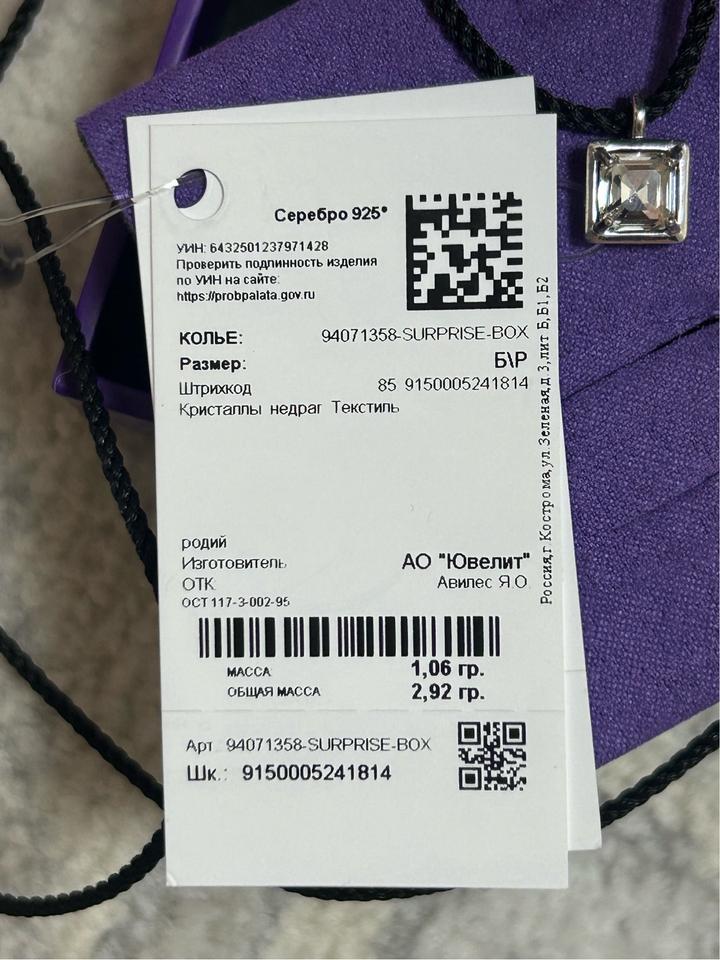 Серебро 925°
УИН: 6432501237971428
Проверить подлинность изделия
по УИН на сайте:
https://probpalata.gov.ru
КОЛЬЕ: 94071358-SURPRISE-BOX
Размер: Б\Р
Штрихкод 85 9150005241814
Кристаллы недраг Текстиль
родий
Изготовитель АО "Ювелит"
ОТК Авилес Я.О.
ОСТ 117-3-002-95
МАССА 1,06 гр.
ОБЩАЯ МАССА 2,92 гр.
Арт. 94071358-SURPRISE-BOX
Шк.: 9150005241814
Россия,г Кострома,ул Зеленая,д 3,лит Б,Б1,Б2